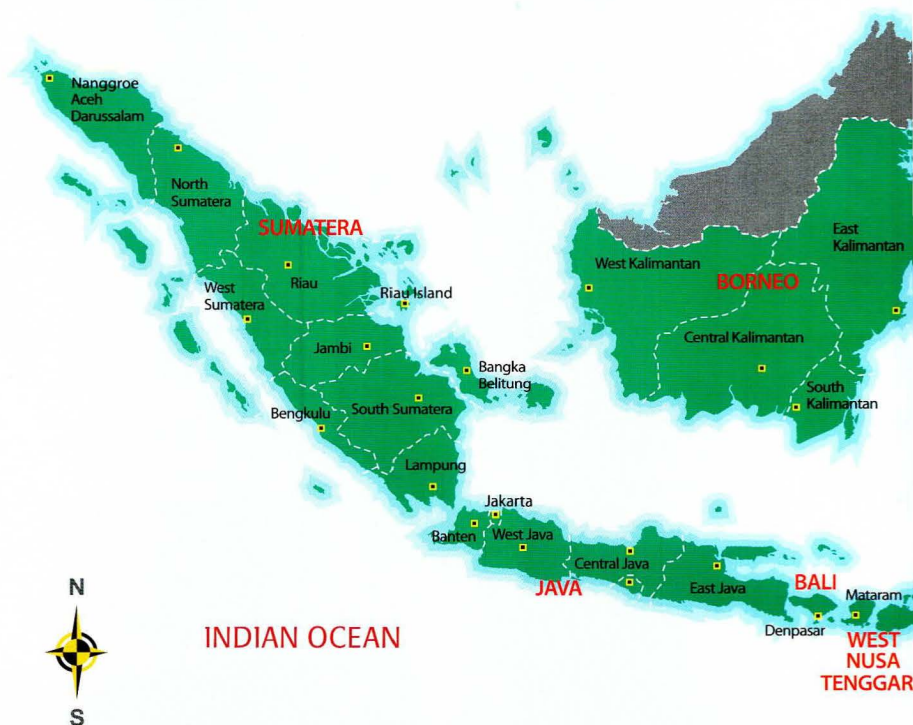 Nanggroe
Aceh
Darussalam
North
Sumatera
SUMATERA
West
Sumatera
Riau
Riau Island
Jambi
Bangka
Belitung
Bengkulu
South Sumatera
Lampung
West Kalimantan
East
Kalimantan
BORNEO
Central Kalimantan
South
Kalimantan
Jakarta
Banten
West Java
Central Java
East Java
JAVA
BALI
Mataram
Denpasar
WEST
NUSA
TENGGAR
INDIAN OCEAN
N
S